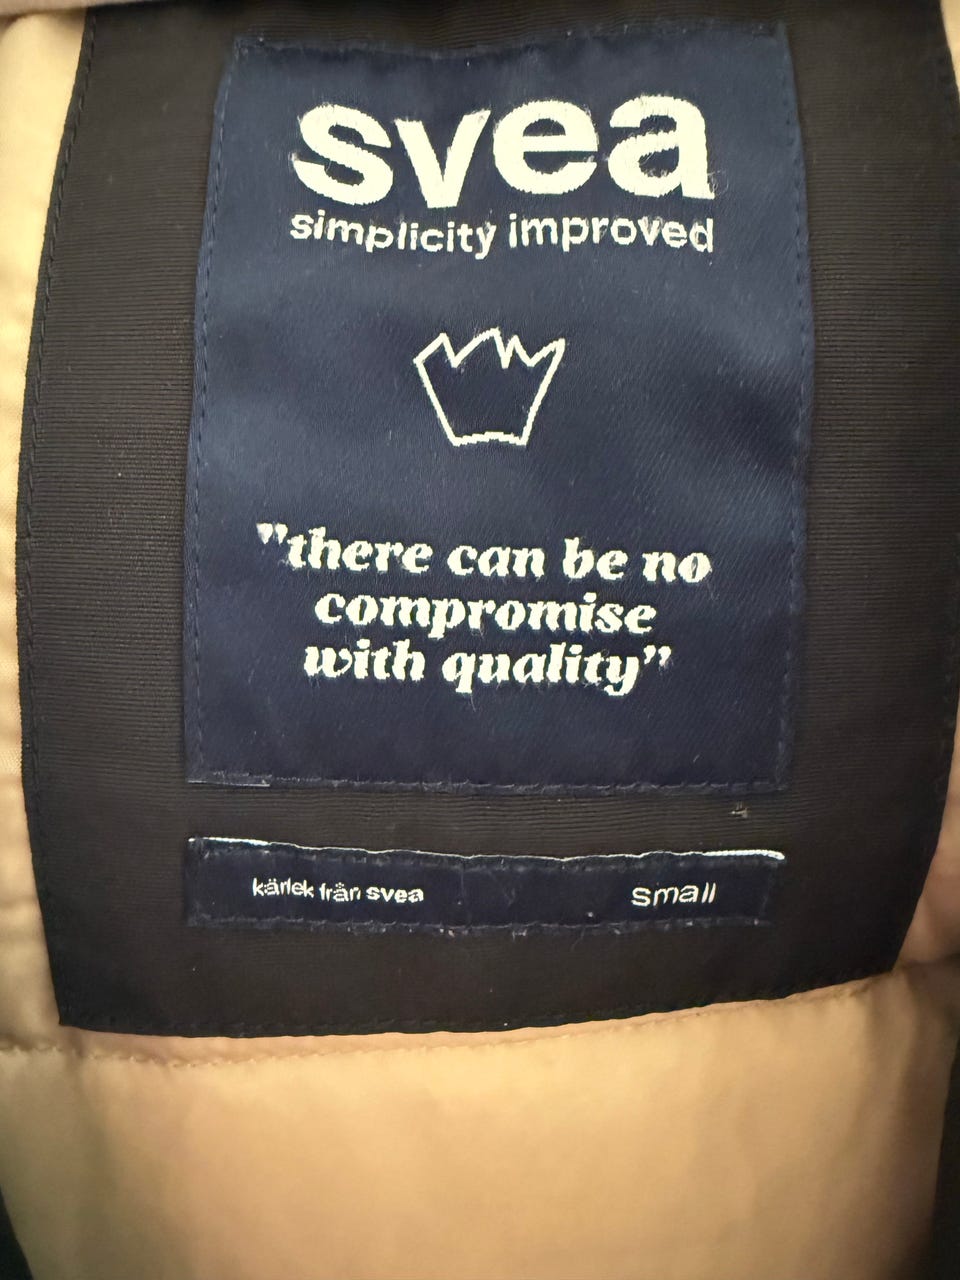 svea
simplicity improved
"there can be no
compromise
with quality"
kärlek från svea
Small